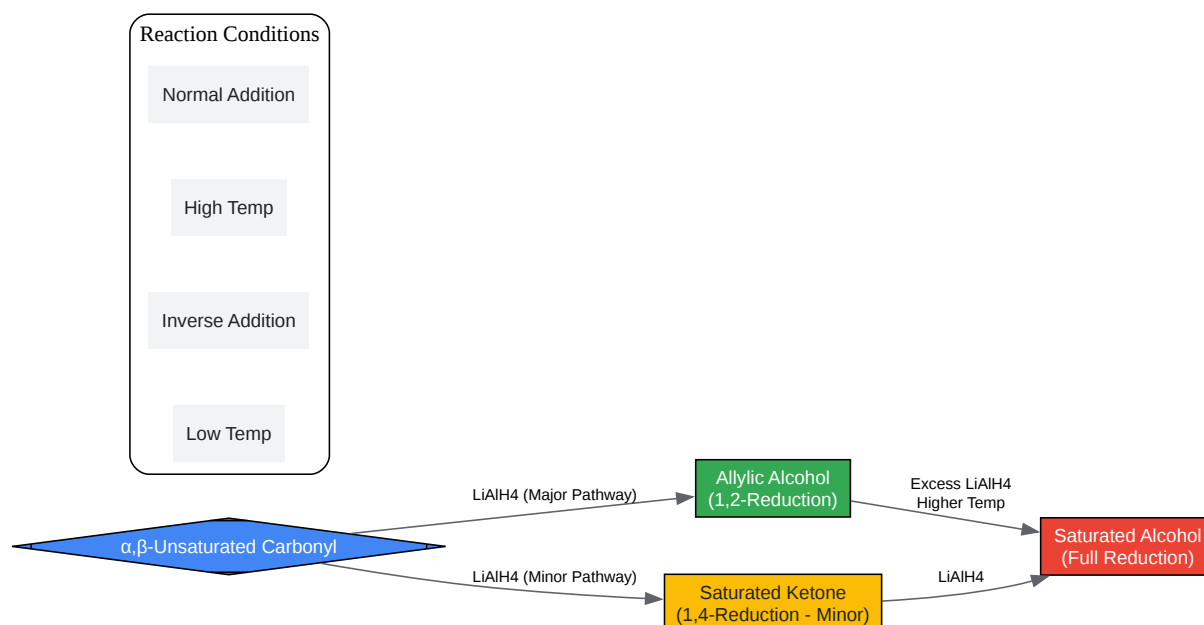 Reaction Conditions
Normal Addition
High Temp
Inverse Addition
Low Temp
α,β-Unsaturated Carbonyl
LiAlH4 (Major Pathway)
LiAlH4 (Minor Pathway)
Allylic Alcohol
(1,2-Reduction)
Saturated Ketone
(1,4-Reduction - Minor)
Excess LiAlH4
Higher Temp
LiAlH4
Saturated Alcohol
(Full Reduction)